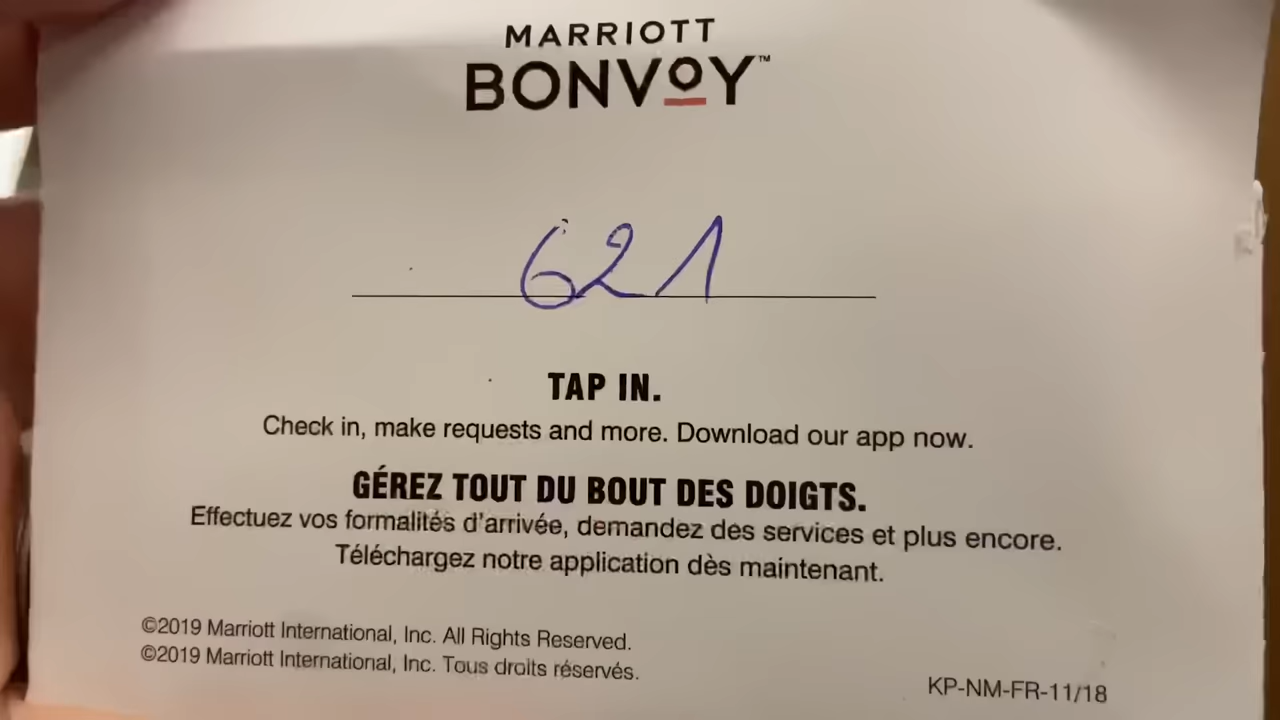 MARRIOTT
BONVOY™
621
TAP IN.
Check in, make requests and more. Download our app now.
GÉREZ TOUT DU BOUT DES DOIGTS.
Effectuez vos formalités d'arrivée, demandez des services et plus encore.
Téléchargez notre application dès maintenant.
©2019 Marriott International, Inc. All Rights Reserved.
©2019 Marriott International, Inc. Tous droits réservés.
KP-NM-FR-11/18